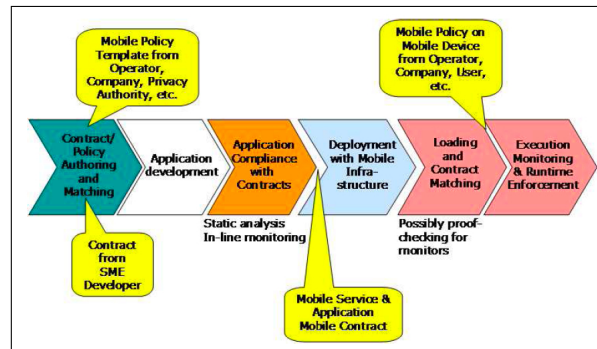 Mobile Policy
Template from
Operator,
Company, Privacy
Authority, etc.
Mobile Policy on
Mobile Device
from Operator,
Company, User,
etc.
Contract/
Policy
Authoring
and
Matching
Application
development
Application
Compliance
with
Contracts
Deployment
with Mobile
Infra-
structure
Loading
and
Contract
Matching
Execution
Monitoring
& Runtime
Enforcement
Static analysis
In-line monitoring
Possibly proof-
checking for
monitors
Contract
from
SME
Developer
Mobile Service &
Application
Mobile Contract